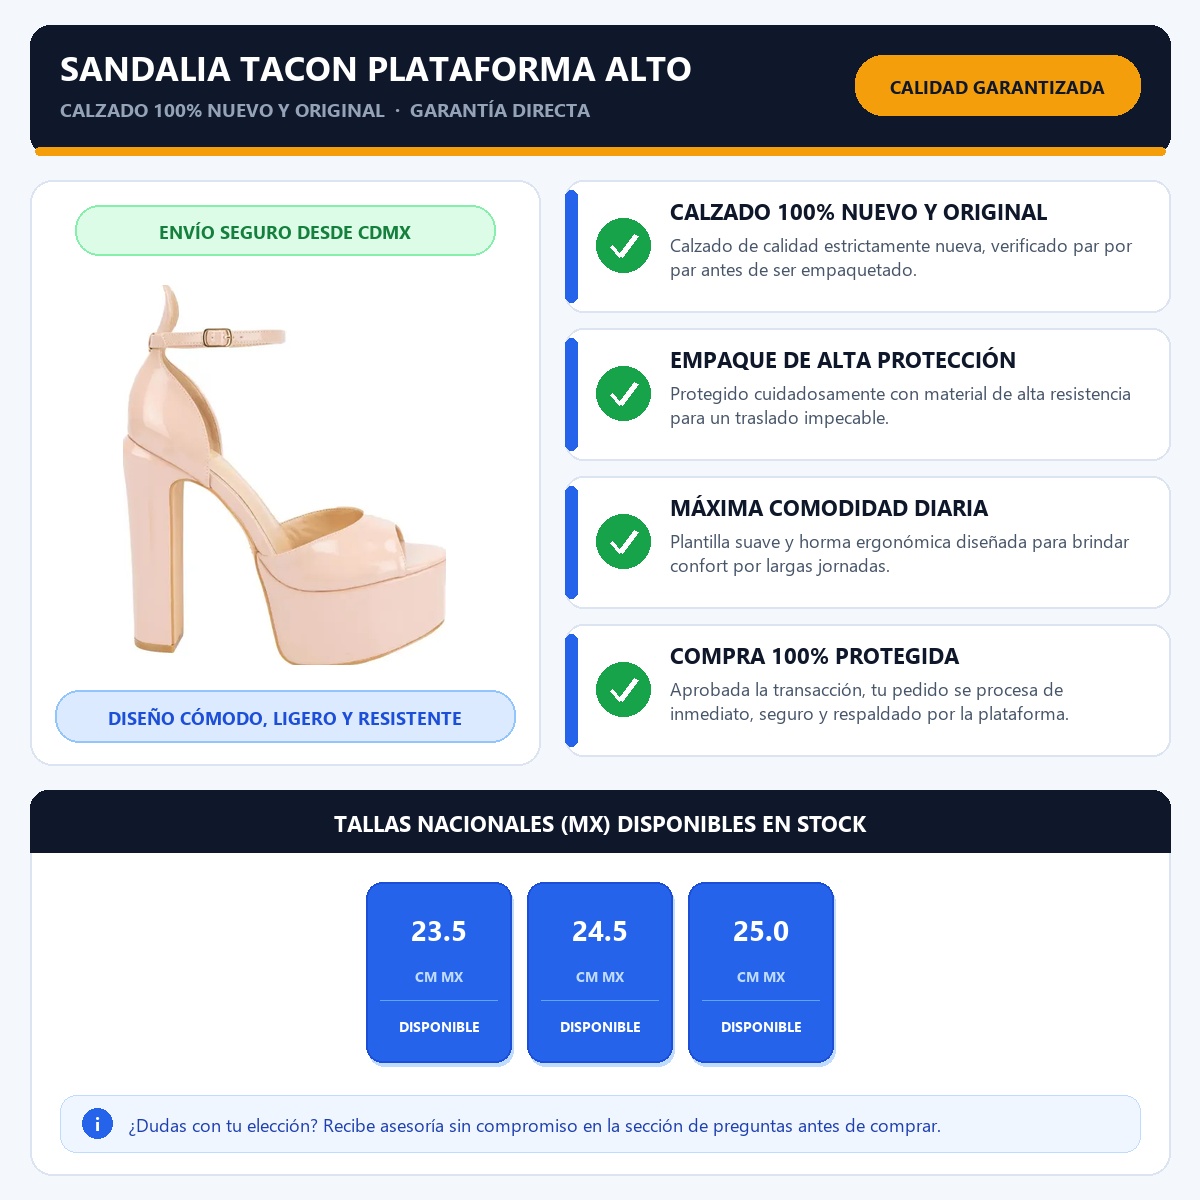 SANDALIA TACON PLATAFORMA ALTO
CALZADO 100% NUEVO Y ORIGINAL · GARANTÍA DIRECTA
CALIDAD GARANTIZADA
ENVÍO SEGURO DESDE CDMX
DISEÑO CÓMODO, LIGERO Y RESISTENTE
CALZADO 100% NUEVO Y ORIGINAL
Calzado de calidad estrictamente nueva, verificado par por
par antes de ser empaquetado.
EMPAQUE DE ALTA PROTECCIÓN
Protegido cuidadosamente con material de alta resistencia
para un traslado impecable.
MÁXIMA COMODIDAD DIARIA
Plantilla suave y horma ergonómica diseñada para brindar
confort por largas jornadas.
COMPRA 100% PROTEGIDA
Aprobada la transacción, tu pedido se procesa de
inmediato, seguro y respaldado por la plataforma.
TALLAS NACIONALES (MX) DISPONIBLES EN STOCK
23.5
CM MX
DISPONIBLE
24.5
CM MX
DISPONIBLE
25.0
CM MX
DISPONIBLE
¿Dudas con tu elección? Recibe asesoría sin compromiso en la sección de preguntas antes de comprar.